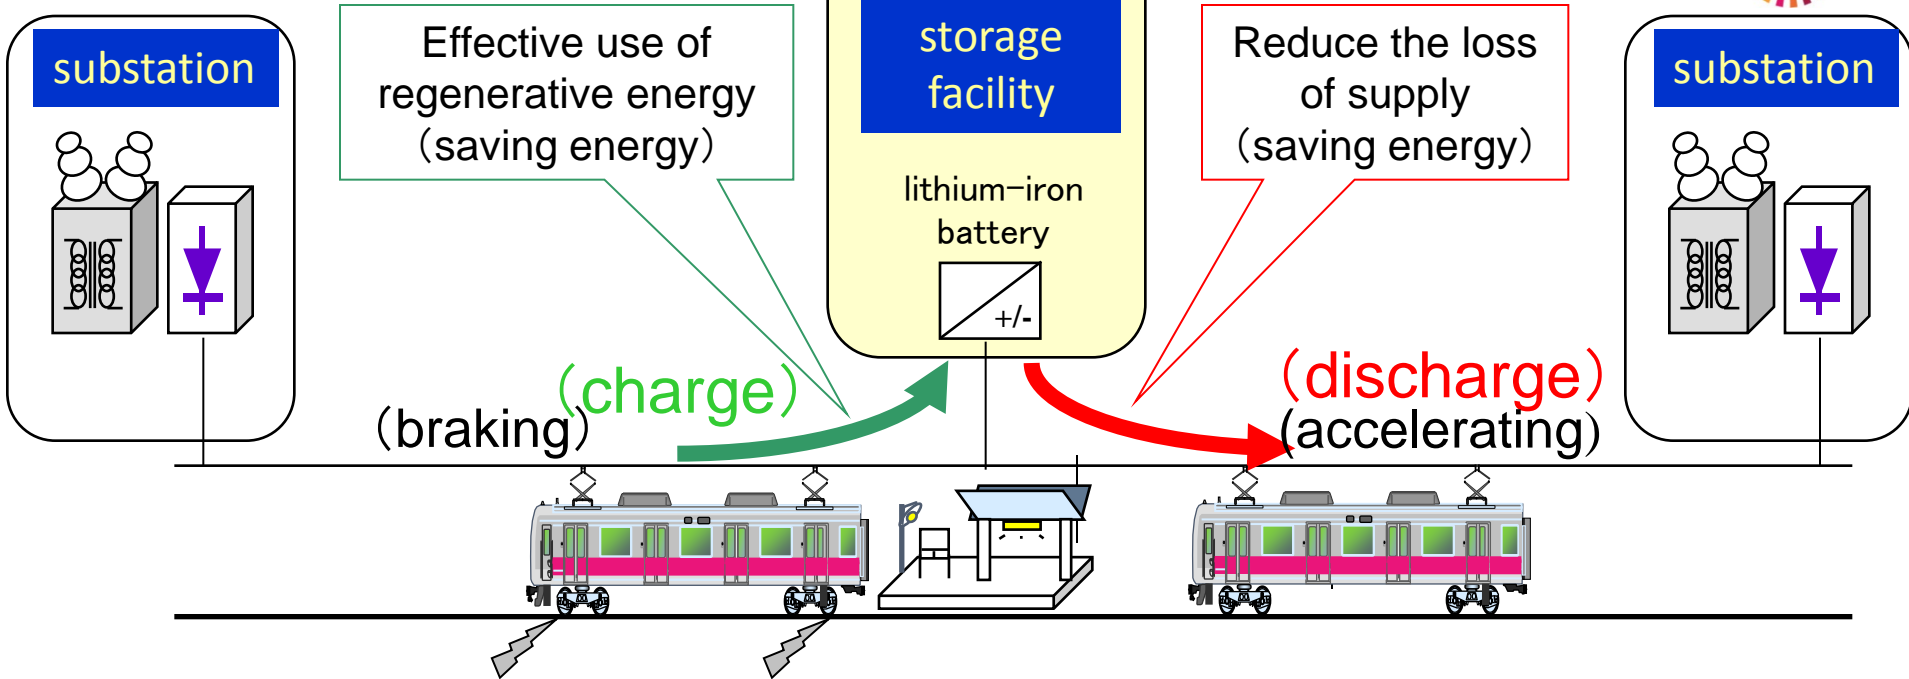 substation
Effective use of
regenerative energy
（saving energy）
storage
facility
lithium−iron
battery
+/-
Reduce the loss
of supply
（saving energy）
substation
（charge）
（braking）
（discharge）
（accelerating）